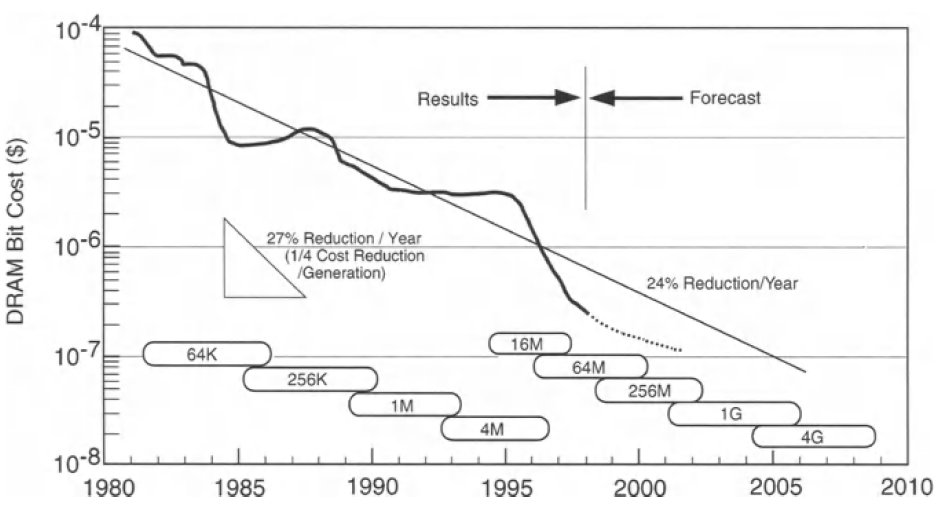 DRAM Bit Cost ($)
10-4
10-5
10-6
10-7
10-8
Results
Forecast
27% Reduction / Year
(1/4 Cost Reduction
/Generation)
24% Reduction/Year
64K
256K
1M
4M
16M
64M
256M
1G
4G
1980 1985 1990 1995 2000 2005 2010